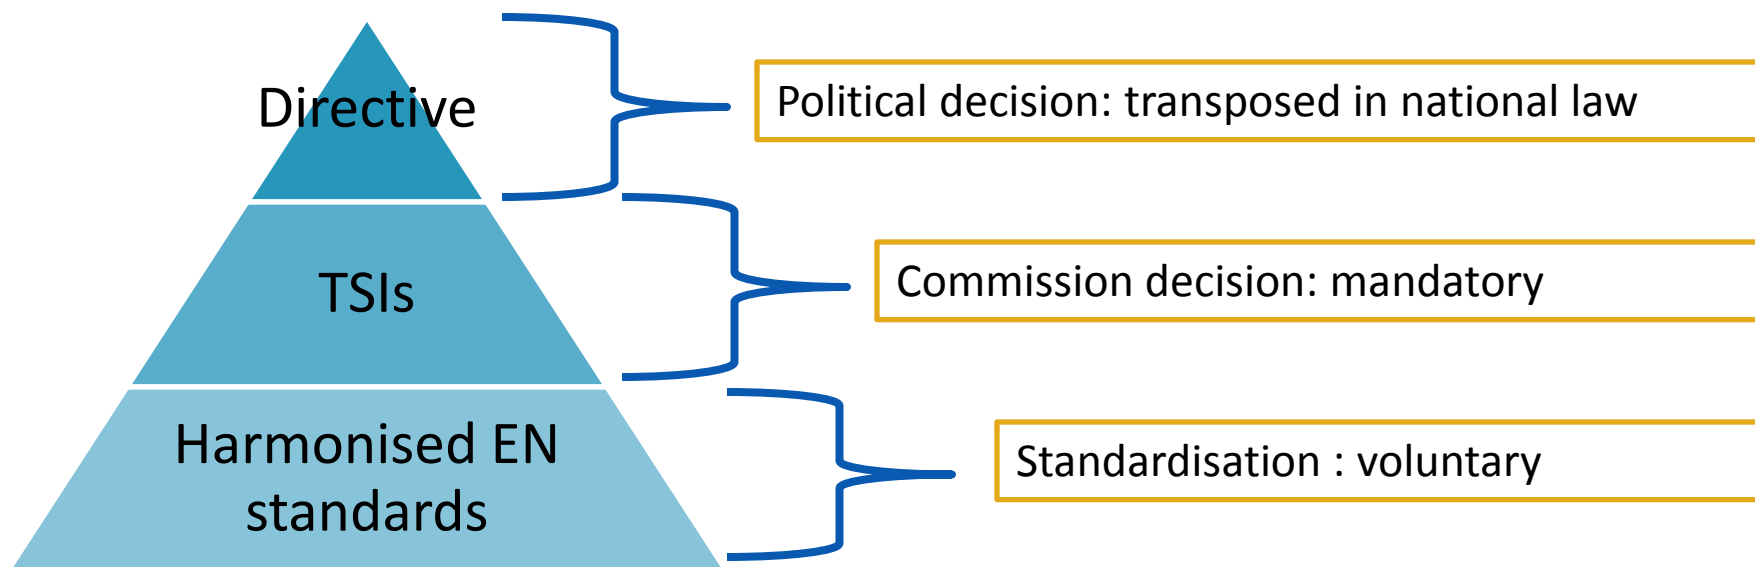 Directive
Political decision: transposed in national law
TSIs
Commission decision: mandatory
Harmonised EN
standards
Standardisation : voluntary